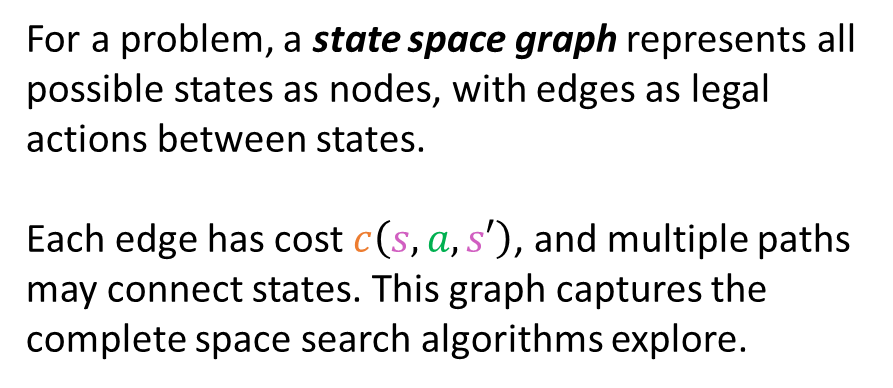 For a problem, a state space graph represents all
possible states as nodes, with edges as legal
actions between states.
Each edge has cost c(s, a, s′), and multiple paths
may connect states. This graph captures the
complete space search algorithms explore.